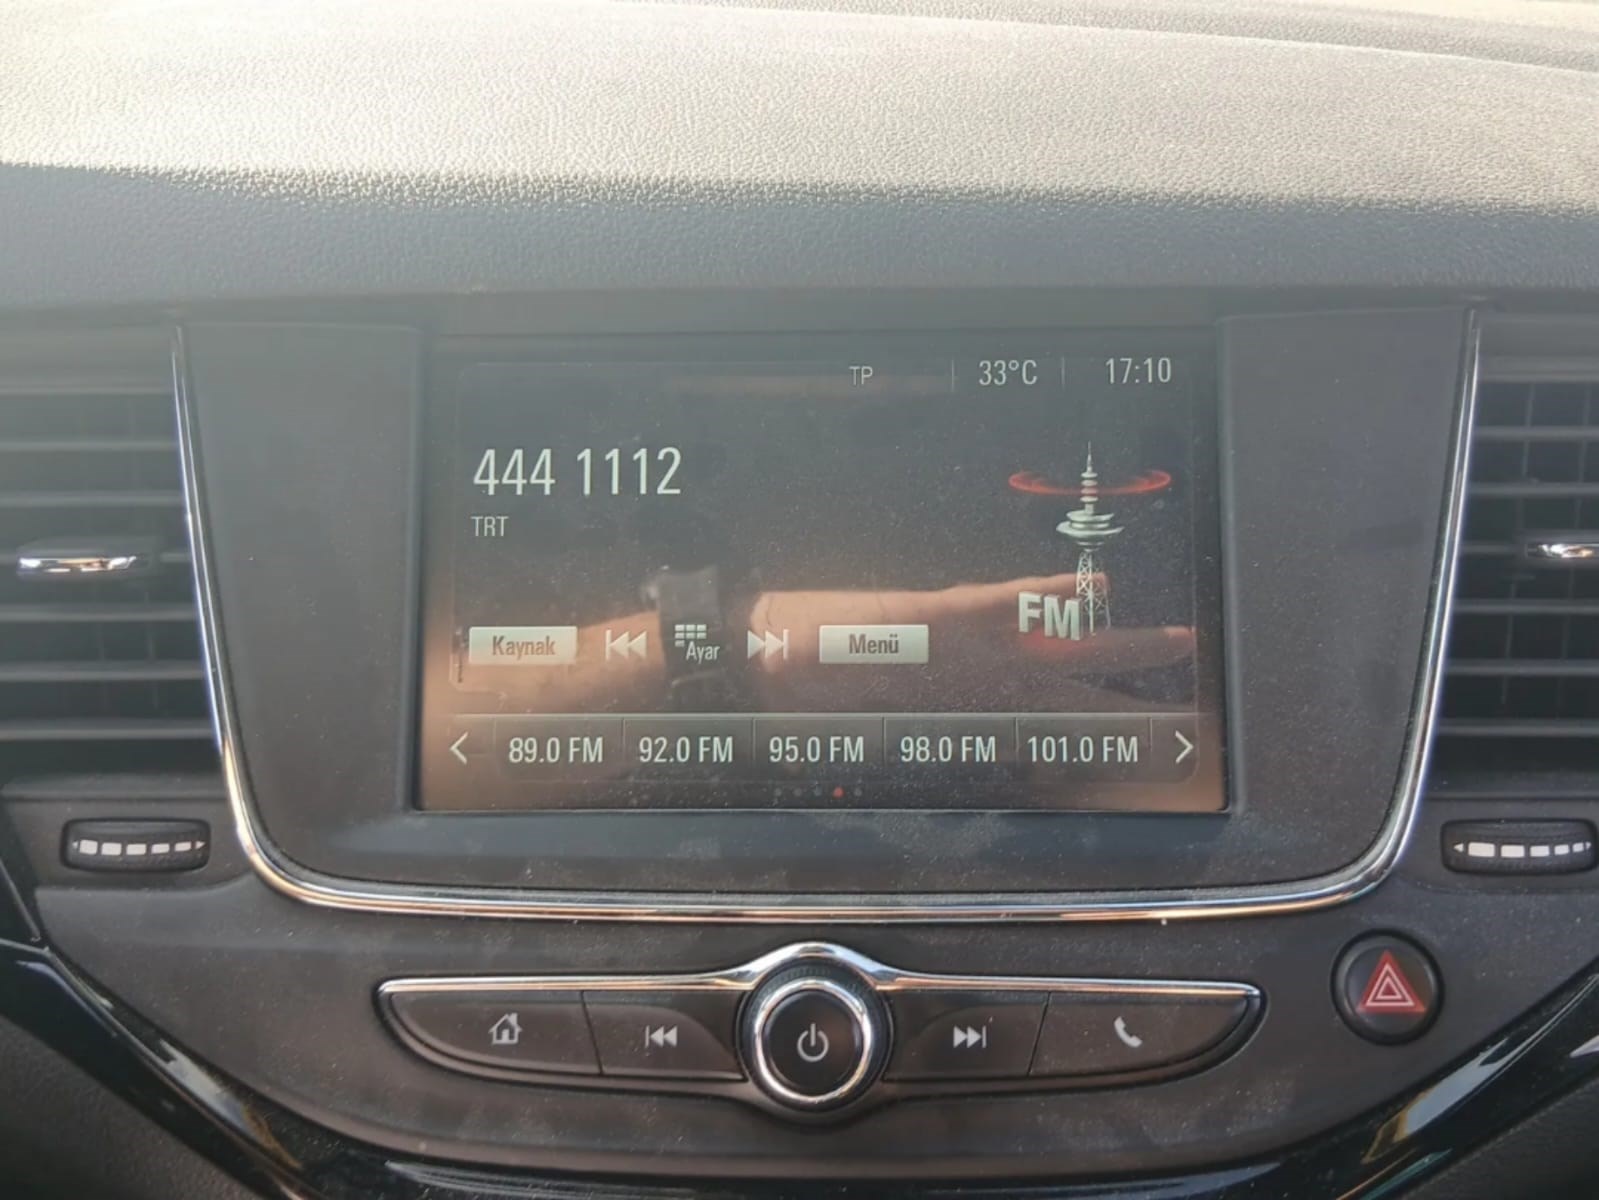 TP 33°C 17:10
444 1112
TRT
FM
Kaynak Ayar Menü
89.0 FM 92.0 FM 95.0 FM 98.0 FM 101.0 FM